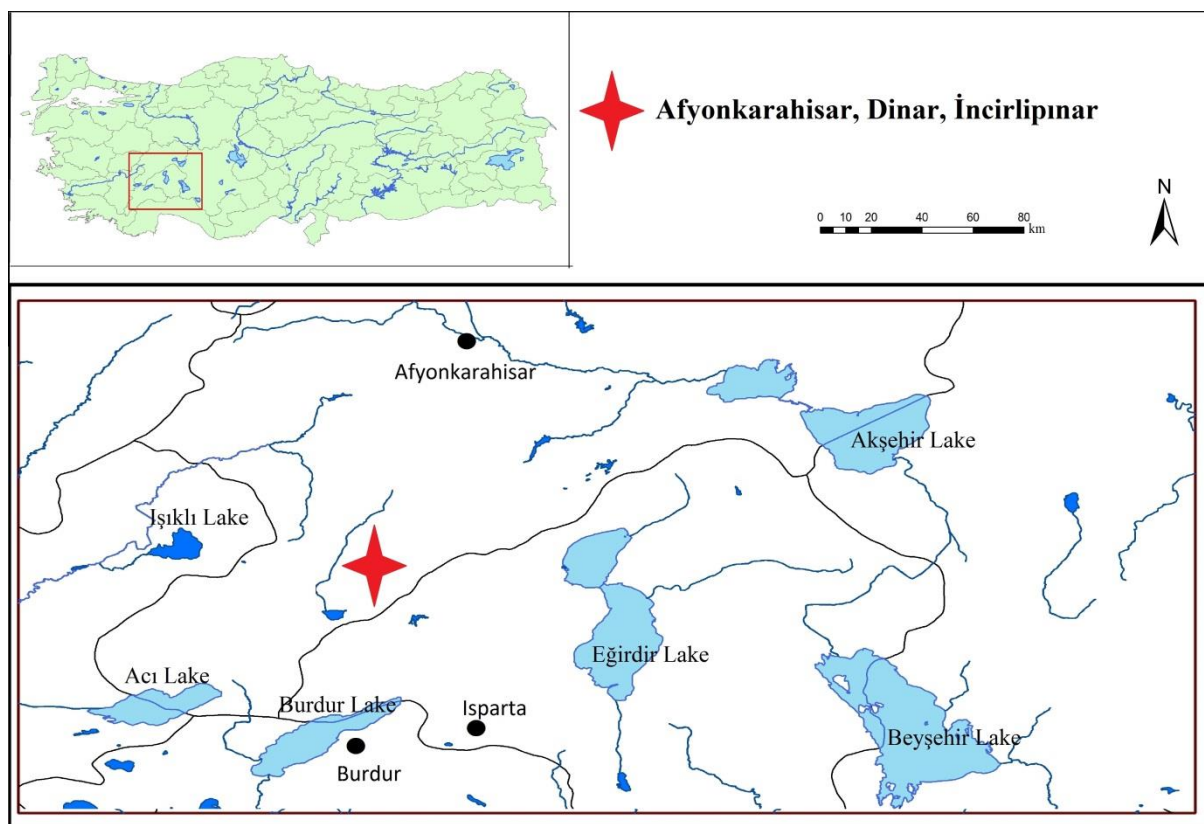 Afyonkarahisar, Dinar, İncirlipınar
N
0 10 20 40 60 80
km
Afyonkarahisar
Akşehir Lake
Işıklı Lake
Eğirdir Lake
Acı Lake
Burdur Lake
Isparta
Beyşehir Lake
Burdur